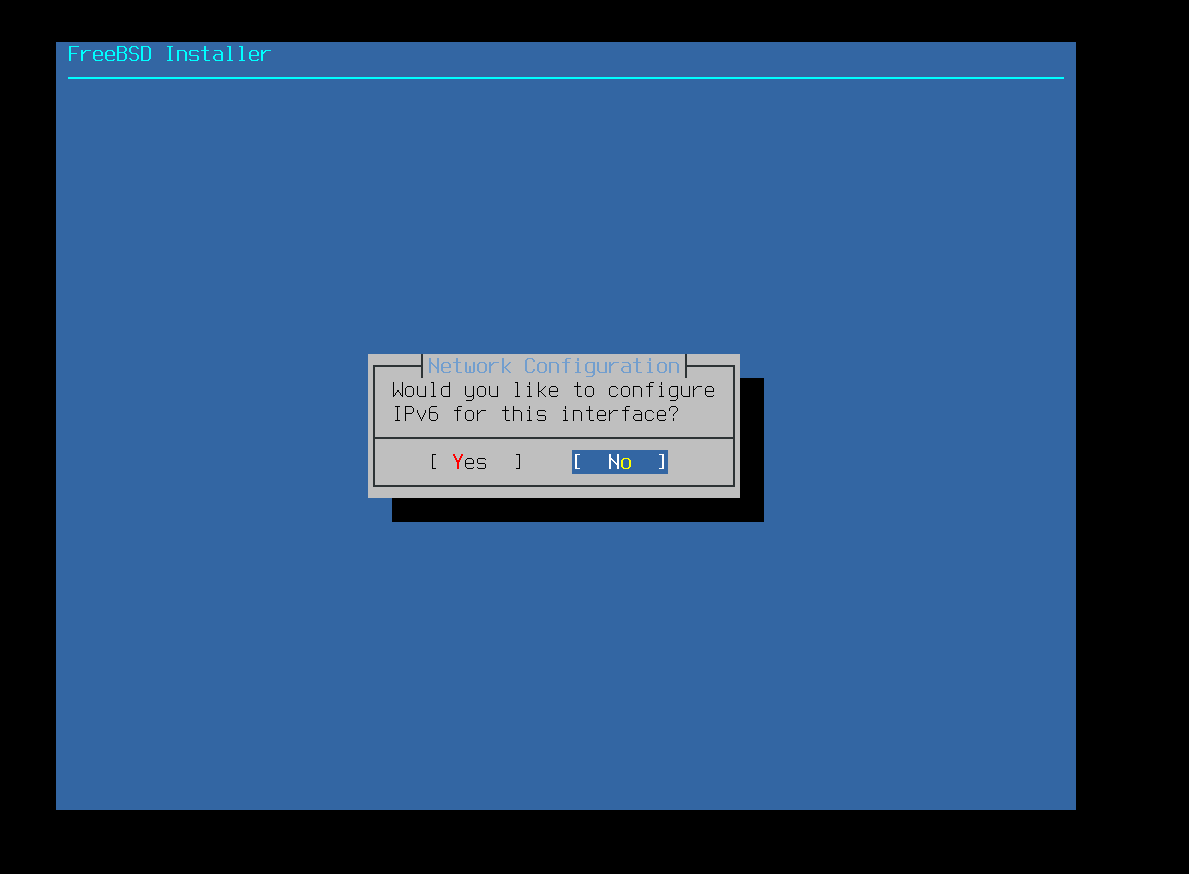 FreeBSD Installer
Network Configuration
Would you like to configure
IPv6 for this interface?
[ Yes ] [ No ]